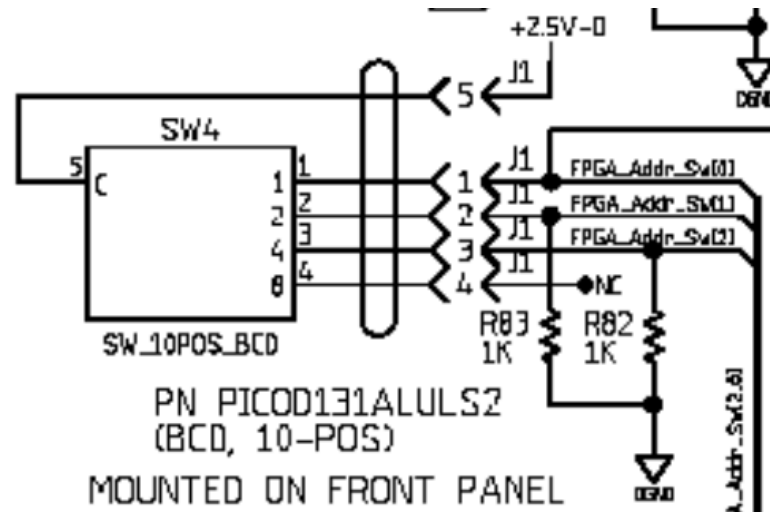 +2.5V-D
J1
5
DGND
SW4
5
C
1
1
1
J1
FPGA_Addr_Sw[0]
2
2
2
J1
FPGA_Addr_Sw[1]
4
3
3
J1
FPGA_Addr_Sw[2]
8
4
4
J1
NC
R83
1K
R82
1K
SW_10POS_BCD
PN PICOD131ALULS2
(BCD, 10-POS)
MOUNTED ON FRONT PANEL
DGND